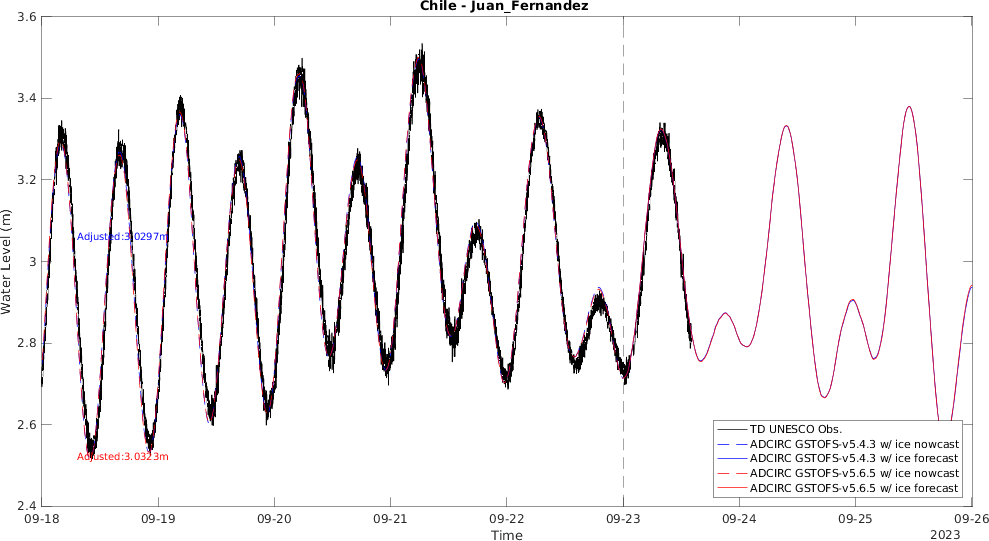 Chile - Juan_Fernandez
3.6
3.4
3.2
3
2.8
2.6
2.4
Water Level (m)
Adjusted:3.0297m
Adjusted:3.0323m
TD UNESCO Obs.
ADCIRC GSTOFS-v5.4.3 w/ ice nowcast
ADCIRC GSTOFS-v5.4.3 w/ ice forecast
ADCIRC GSTOFS-v5.6.5 w/ ice nowcast
ADCIRC GSTOFS-v5.6.5 w/ ice forecast
09-18 09-19 09-20 09-21 09-22 09-23 09-24 09-25 09-26
Time
2023